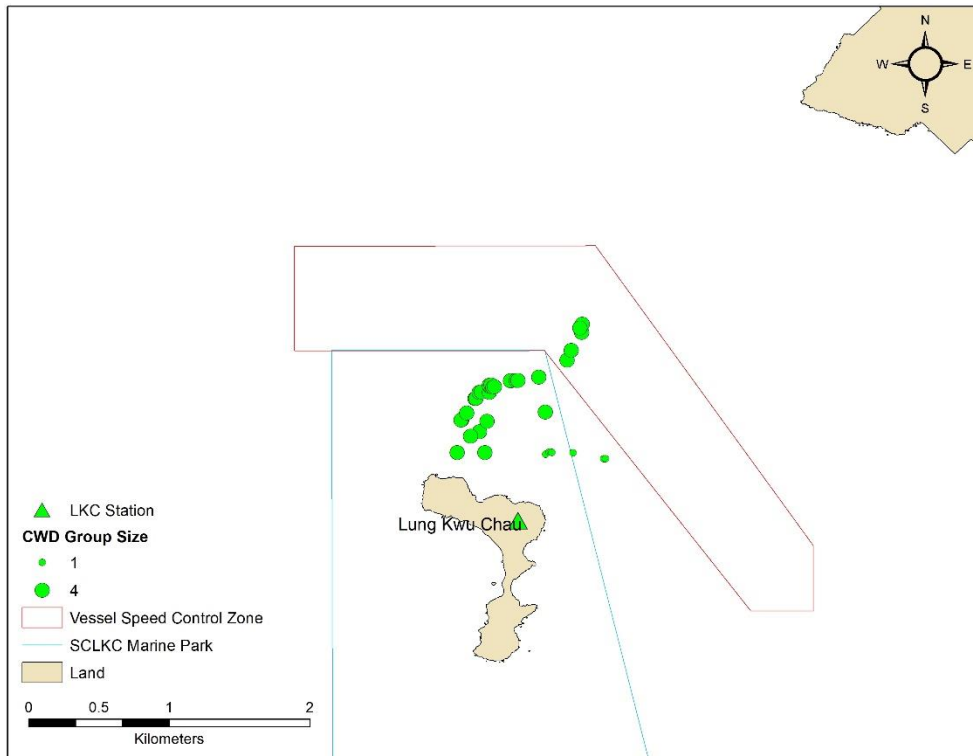 N
W E
S
Lung Kwu Chau
LKC Station
CWD Group Size
1
4
Vessel Speed Control Zone
SCLKC Marine Park
Land
0 0.5 1 2
Kilometers